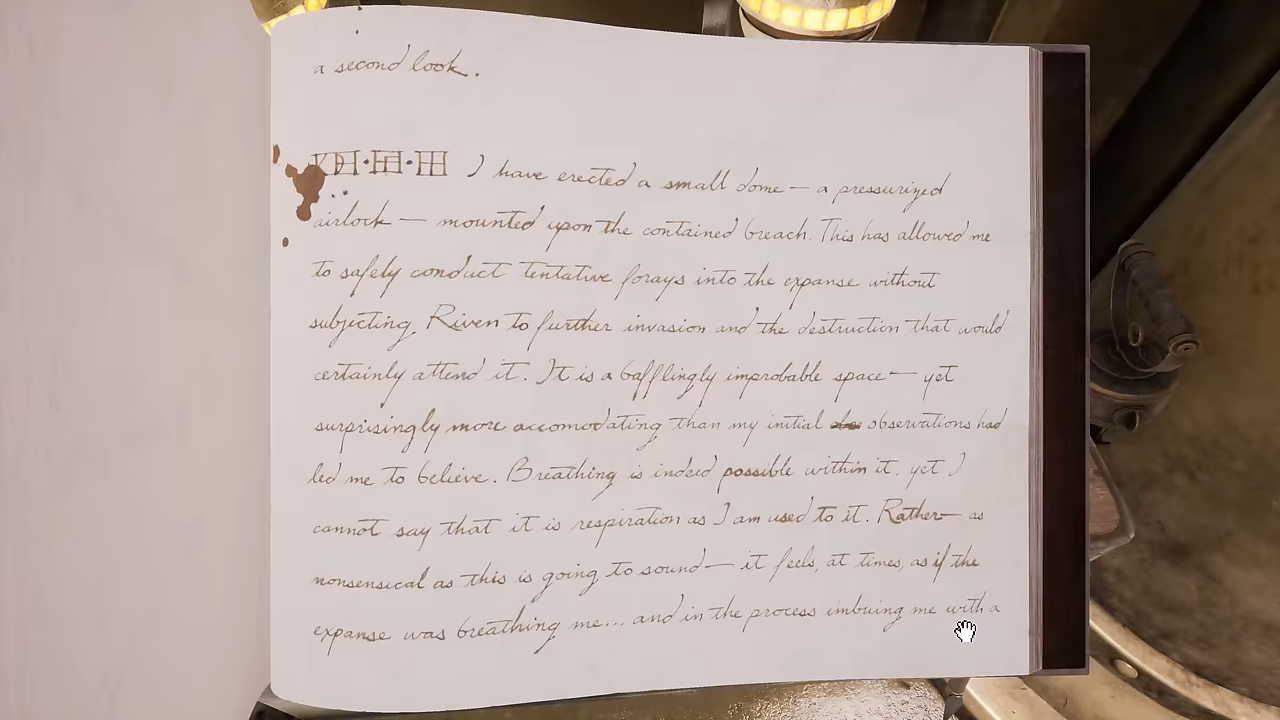 a second look.
I have erected a small dome — a pressurized
airlock — mounted upon the contained breach. This has allowed me
to safely conduct tentative forays into the expanse without
subjecting Riven to further invasion and the destruction that would
certainly attend it. It is a bafflingly improbable space — yet
surprisingly more accomodating than my initial observations had
led me to believe. Breathing is indeed possible within it, yet I
cannot say that it is respiration as I am used to it. Rather — as
nonsensical as this is going to sound — it feels, at times, as if the
expanse was breathing me... and in the process imbuing me with a